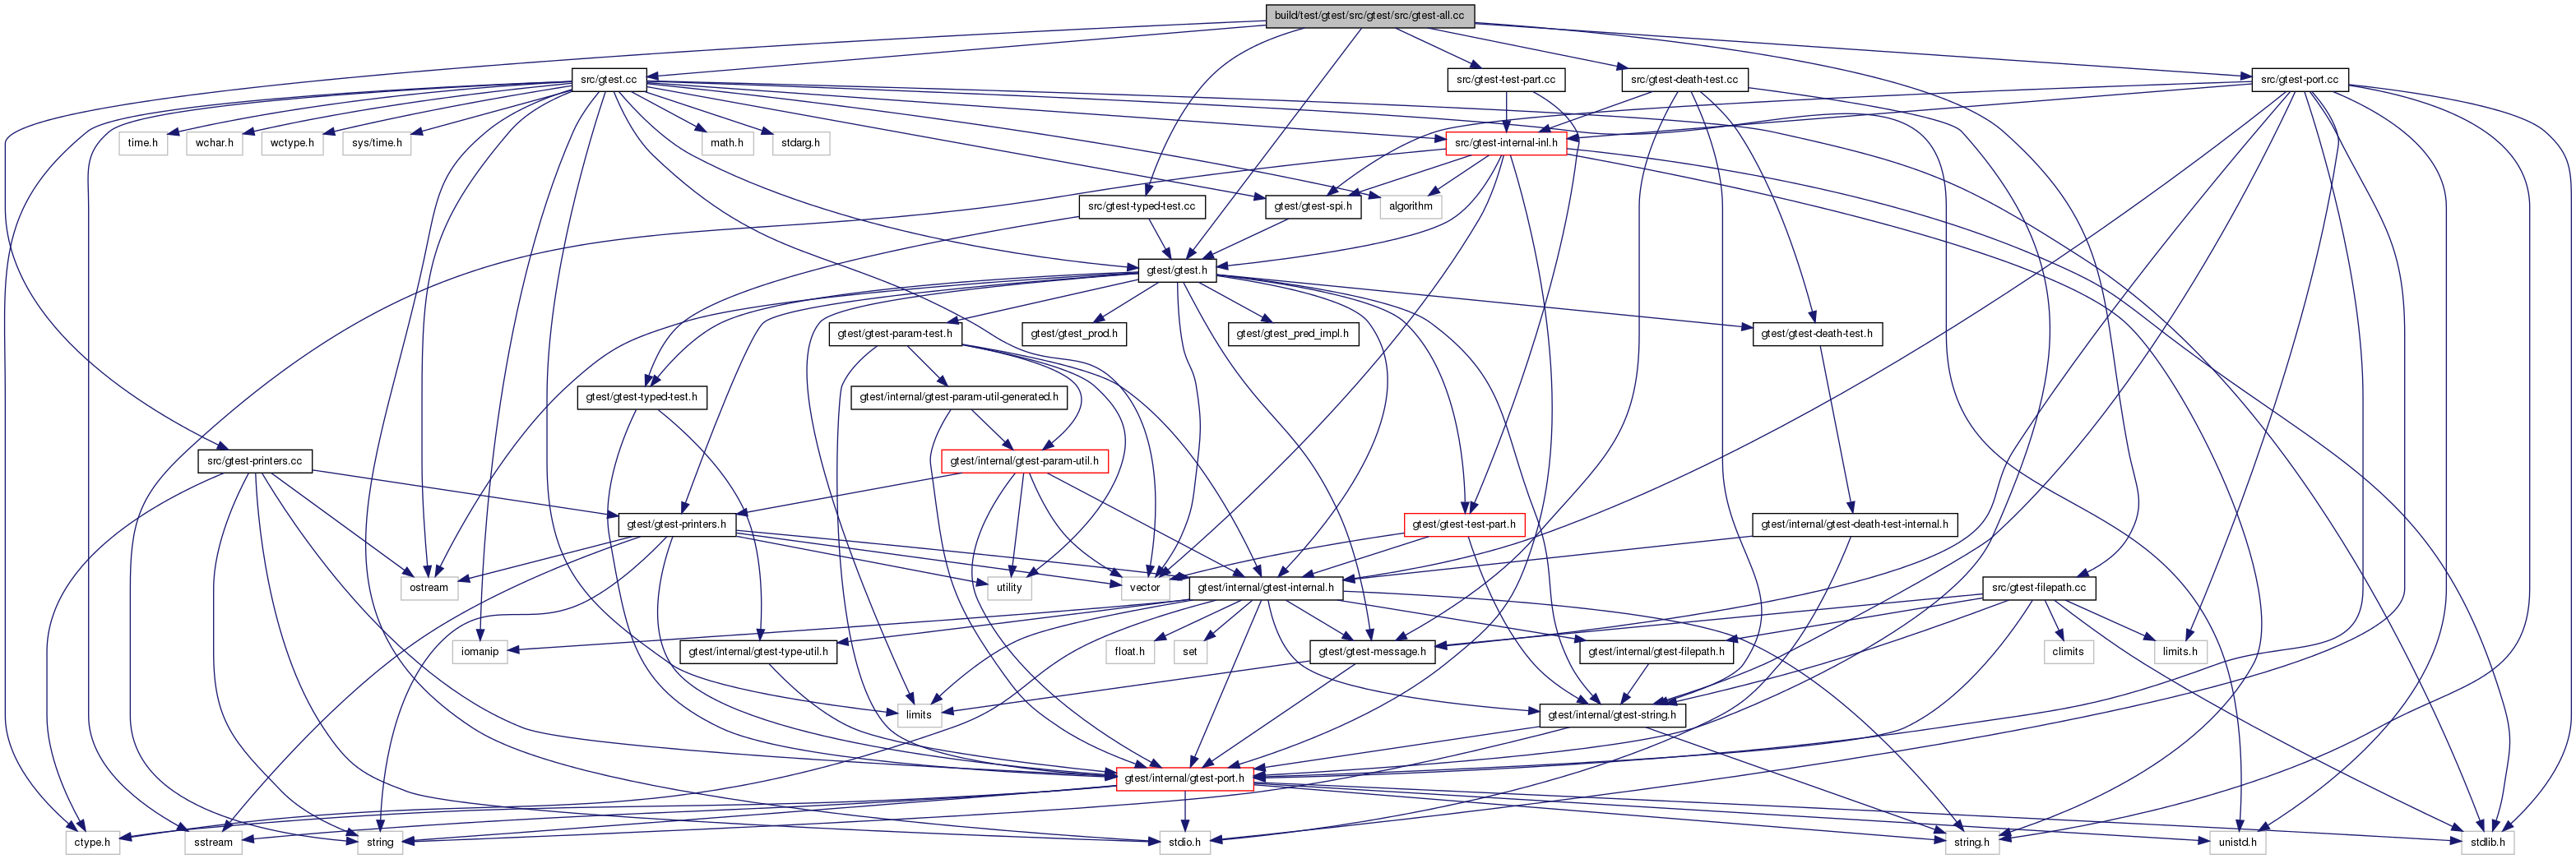 build/test/gtest/src/gtest/src/gtest-all.cc
src/gtest.cc
src/gtest-test-part.cc
src/gtest-death-test.cc
src/gtest-port.cc
time.h
wchar.h
wctype.h
sys/time.h
math.h
stdarg.h
src/gtest-internal-inl.h
src/gtest-typed-test.cc
gtest/gtest-spi.h
algorithm
gtest/gtest.h
gtest/gtest-param-test.h
gtest/gtest_prod.h
gtest/gtest_pred_impl.h
gtest/gtest-death-test.h
gtest/gtest-typed-test.h
gtest/internal/gtest-param-util-generated.h
src/gtest-printers.cc
gtest/internal/gtest-param-util.h
gtest/gtest-printers.h
gtest/gtest-test-part.h
gtest/internal/gtest-death-test-internal.h
ostream
utility
vector
gtest/internal/gtest-internal.h
src/gtest-filepath.cc
iomanip
gtest/internal/gtest-type-util.h
float.h
set
gtest/gtest-message.h
gtest/internal/gtest-filepath.h
climits
limits.h
limits
gtest/internal/gtest-string.h
gtest/internal/gtest-port.h
ctype.h
sstream
string
stdio.h
string.h
unistd.h
stdlib.h